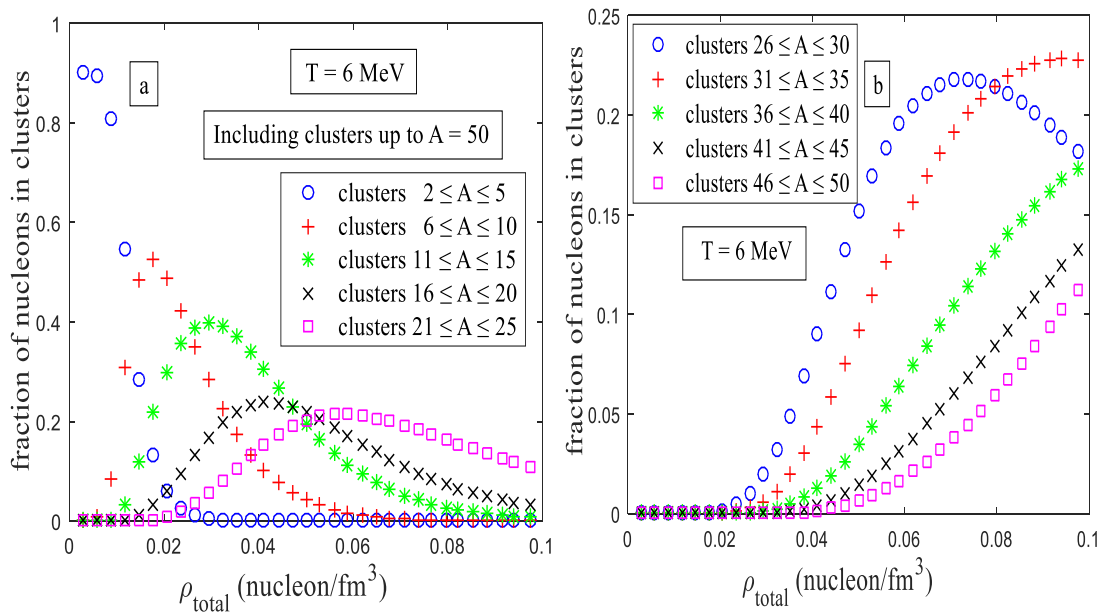 fraction of nucleons in clusters
1
0.8
0.6
0.4
0.2
0
a
T = 6 MeV
Including clusters up to A = 50
clusters 2 ≤ A ≤ 5
clusters 6 ≤ A ≤ 10
clusters 11 ≤ A ≤ 15
clusters 16 ≤ A ≤ 20
clusters 21 ≤ A ≤ 25
0 0.02 0.04 0.06 0.08 0.1
ρtotal (nucleon/fm³)
fraction of nucleons in clusters
0.25
0.2
0.15
0.1
0.05
0
clusters 26 ≤ A ≤ 30
clusters 31 ≤ A ≤ 35
clusters 36 ≤ A ≤ 40
clusters 41 ≤ A ≤ 45
clusters 46 ≤ A ≤ 50
b
T = 6 MeV
0 0.02 0.04 0.06 0.08 0.1
ρtotal (nucleon/fm³)